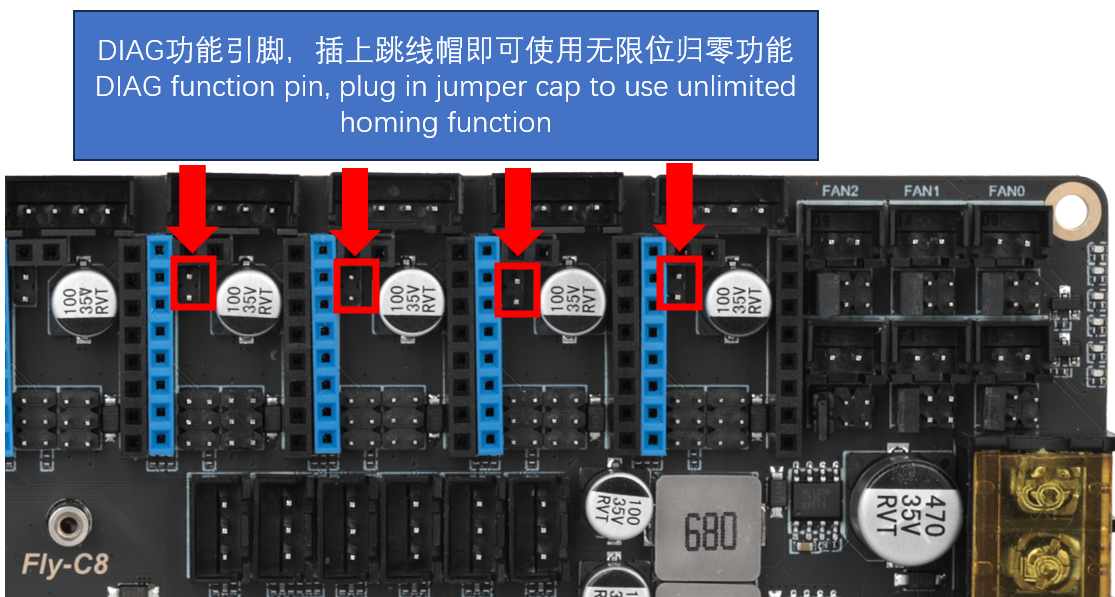 DIAG功能引脚，插上跳线帽即可使用无限位归零功能
DIAG function pin, plug in jumper cap to use unlimited
homing function
FAN2
FAN1
FAN0
100
35V
RVT
100
35V
RVT
100
35V
RVT
100
35V
RVT
100
35V
RVT
100
35V
RVT
680
470
35V
RVT
Fly-C8